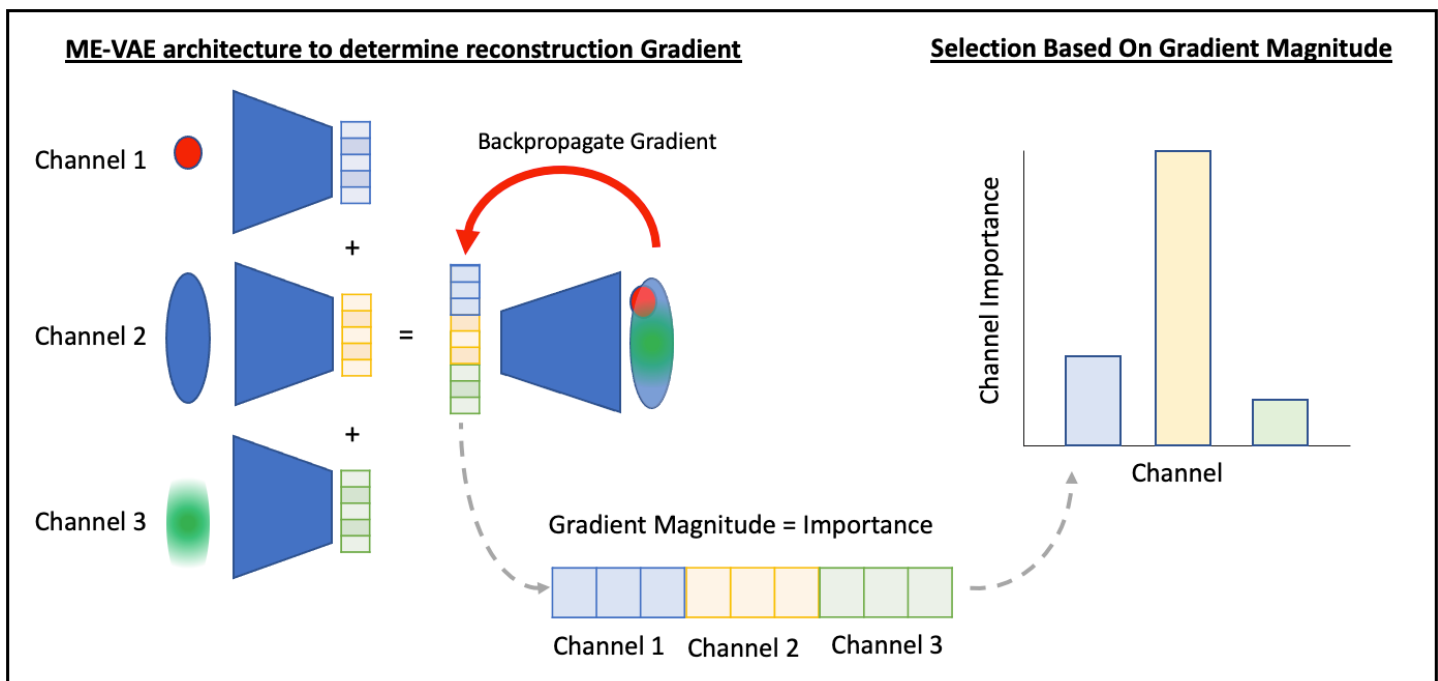 ME-VAE architecture to determine reconstruction Gradient
Selection Based On Gradient Magnitude
Channel 1
Backpropagate Gradient
+
Channel 2
=
+
Channel 3
Channel Importance
Channel
Gradient Magnitude = Importance
Channel 1
Channel 2
Channel 3